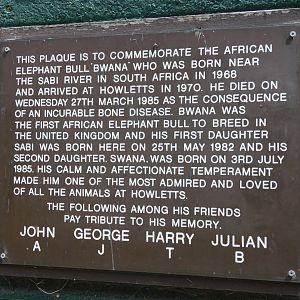 THIS PLAQUE IS TO COMMEMORATE THE AFRICAN
ELEPHANT BULL 'BWANA' WHO WAS BORN NEAR
THE SABI RIVER IN SOUTH AFRICA IN 1968
AND ARRIVED AT HOWLETTS IN 1970. HE DIED ON
WEDNESDAY 27TH MARCH 1985 AS THE CONSEQUENCE
OF AN INCURABLE BONE DISEASE. BWANA WAS
THE FIRST AFRICAN ELEPHANT BULL TO BREED IN
THE UNITED KINGDOM AND HIS FIRST DAUGHTER
SABI WAS BORN HERE ON 25TH MAY 1982 AND HIS
SECOND DAUGHTER, SWANA, WAS BORN ON 3RD JULY
1985. HIS CALM AND AFFECTIONATE TEMPERAMENT
MADE HIM ONE OF THE MOST ADMIRED AND LOVED
OF ALL THE ANIMALS AT HOWLETTS.
THE FOLLOWING AMONG HIS FRIENDS
PAY TRIBUTE TO HIS MEMORY.
JOHN GEORGE HARRY JULIAN
A J T B